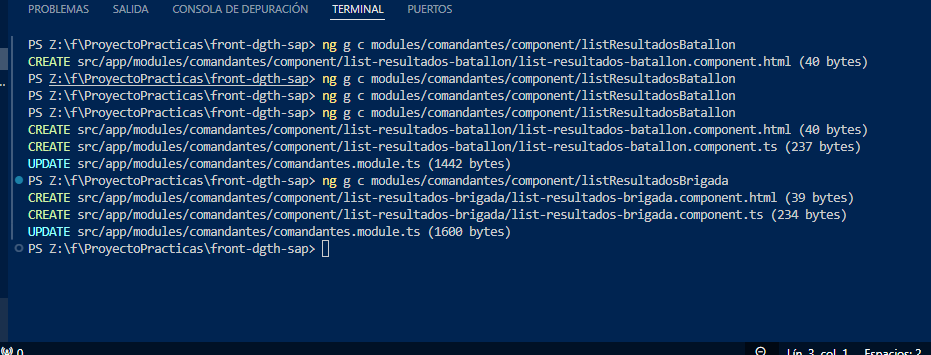 PROBLEMAS SALIDA CONSOLA DE DEPURACIÓN TERMINAL PUERTOS
PS Z:\f\ProyectoPracticas\front-dgth-sap> ng g c modules/comandantes/component/listResultadosBatallon
CREATE src/app/modules/comandantes/component/list-resultados-batallon/list-resultados-batallon.component.html (40 bytes)
PS Z:\f\ProyectoPracticas\front-dgth-sap> ng g c modules/comandantes/component/listResultadosBatallon
PS Z:\f\ProyectoPracticas\front-dgth-sap> ng g c modules/comandantes/component/listResultadosBatallon
PS Z:\f\ProyectoPracticas\front-dgth-sap> ng g c modules/comandantes/component/listResultadosBatallon
CREATE src/app/modules/comandantes/component/list-resultados-batallon/list-resultados-batallon.component.html (40 bytes)
CREATE src/app/modules/comandantes/component/list-resultados-batallon/list-resultados-batallon.component.ts (237 bytes)
UPDATE src/app/modules/comandantes/comandantes.module.ts (1442 bytes)
PS Z:\f\ProyectoPracticas\front-dgth-sap> ng g c modules/comandantes/component/listResultadosBrigada
CREATE src/app/modules/comandantes/component/list-resultados-brigada/list-resultados-brigada.component.html (39 bytes)
CREATE src/app/modules/comandantes/component/list-resultados-brigada/list-resultados-brigada.component.ts (234 bytes)
UPDATE src/app/modules/comandantes/comandantes.module.ts (1600 bytes)
PS Z:\f\ProyectoPracticas\front-dgth-sap>
0 Lín. 3, col. 1 Espacios: 2